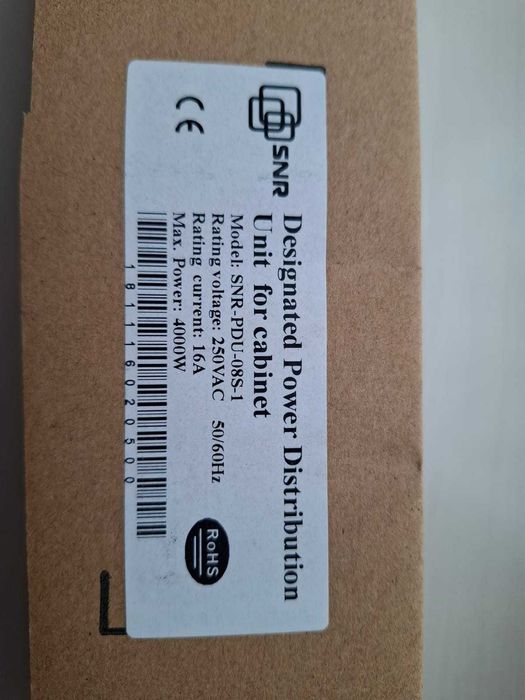 SNR
Designated Power Distribution
Unit for cabinet
Model: SNR-PDU-08S-1
Rating voltage: 250VAC 50/60Hz
Rating current: 16A
Max. Power: 4000W
CE
RoHS
181116020500